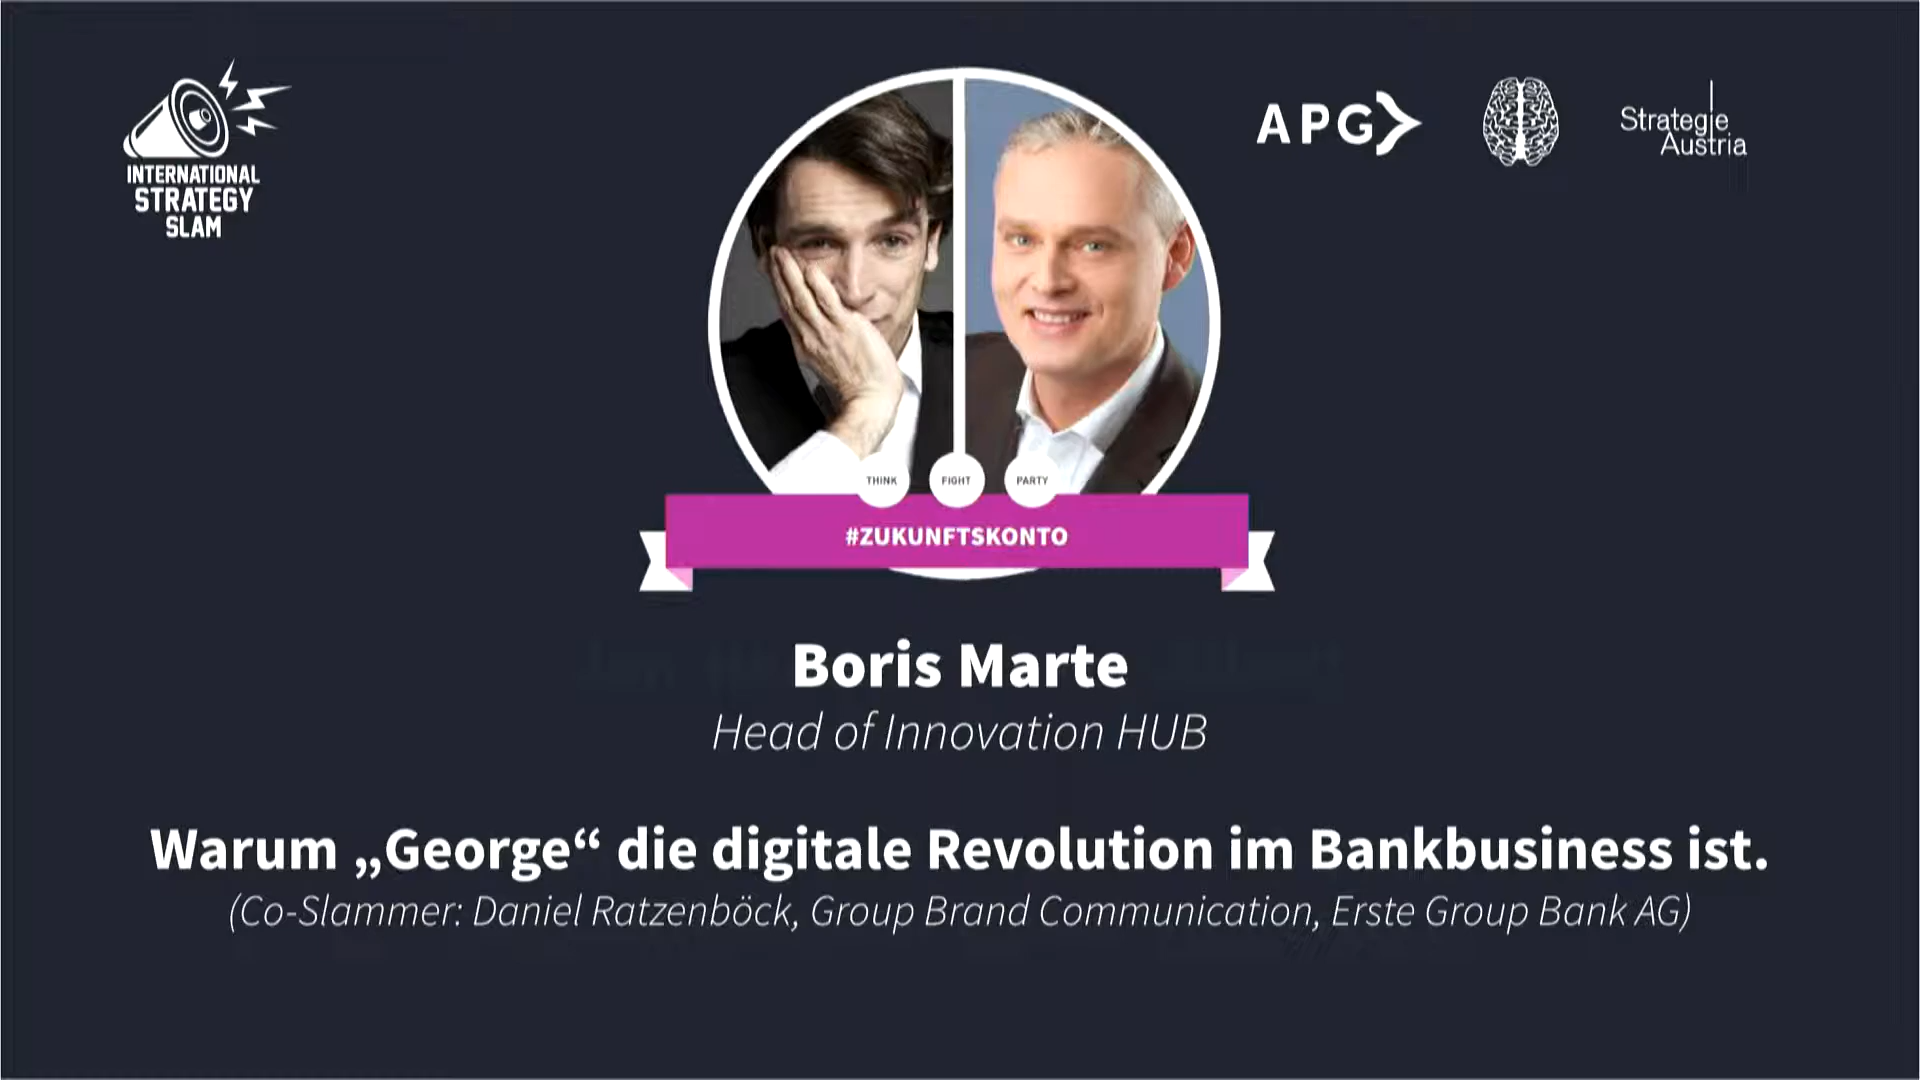 INTERNATIONAL
STRATEGY
SLAM
APG
Strategie
Austria
THINK
FIGHT
PARTY
#ZUKUNFTSKONTO
Boris Marte
Head of Innovation HUB
Warum „George“ die digitale Revolution im Bankbusiness ist.
(Co-Slammer: Daniel Ratzenböck, Group Brand Communication, Erste Group Bank AG)